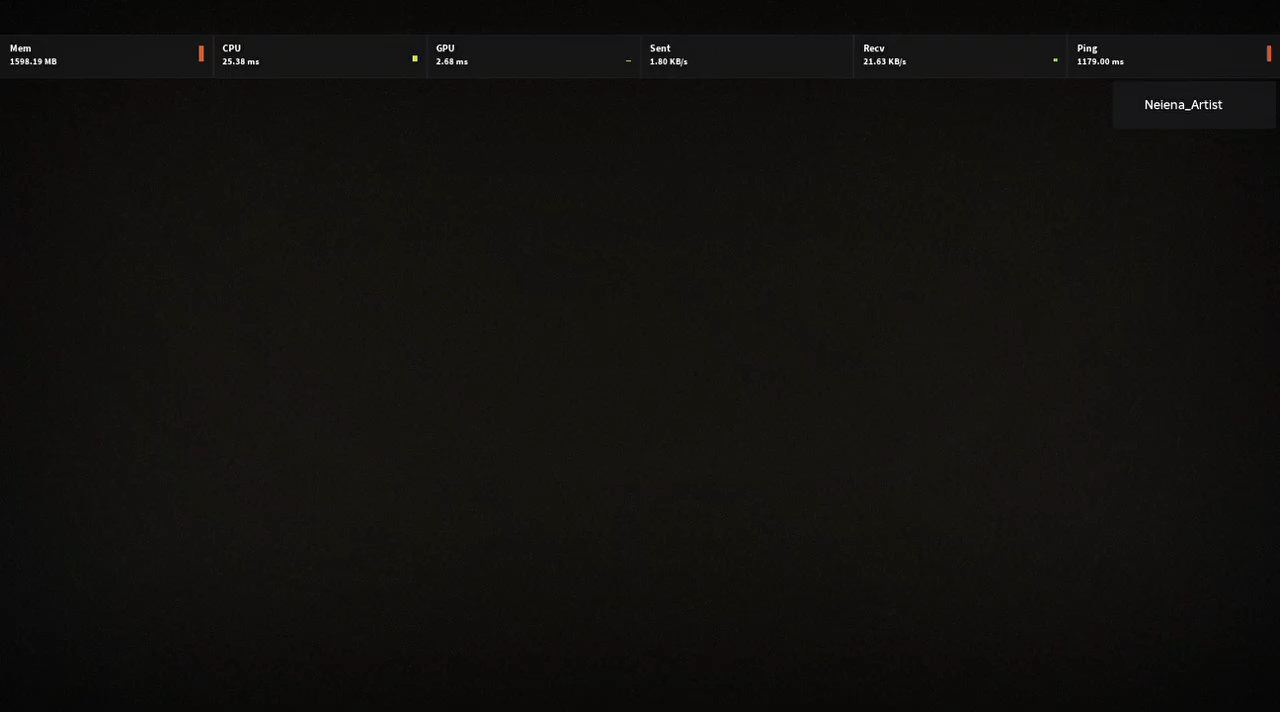 Mem CPU GPU Sent Recv Ping
1598.19 MB 25.38 ms 2.68 ms 1.80 KB/s 21.63 KB/s 1179.00 ms
Neiena_Artist